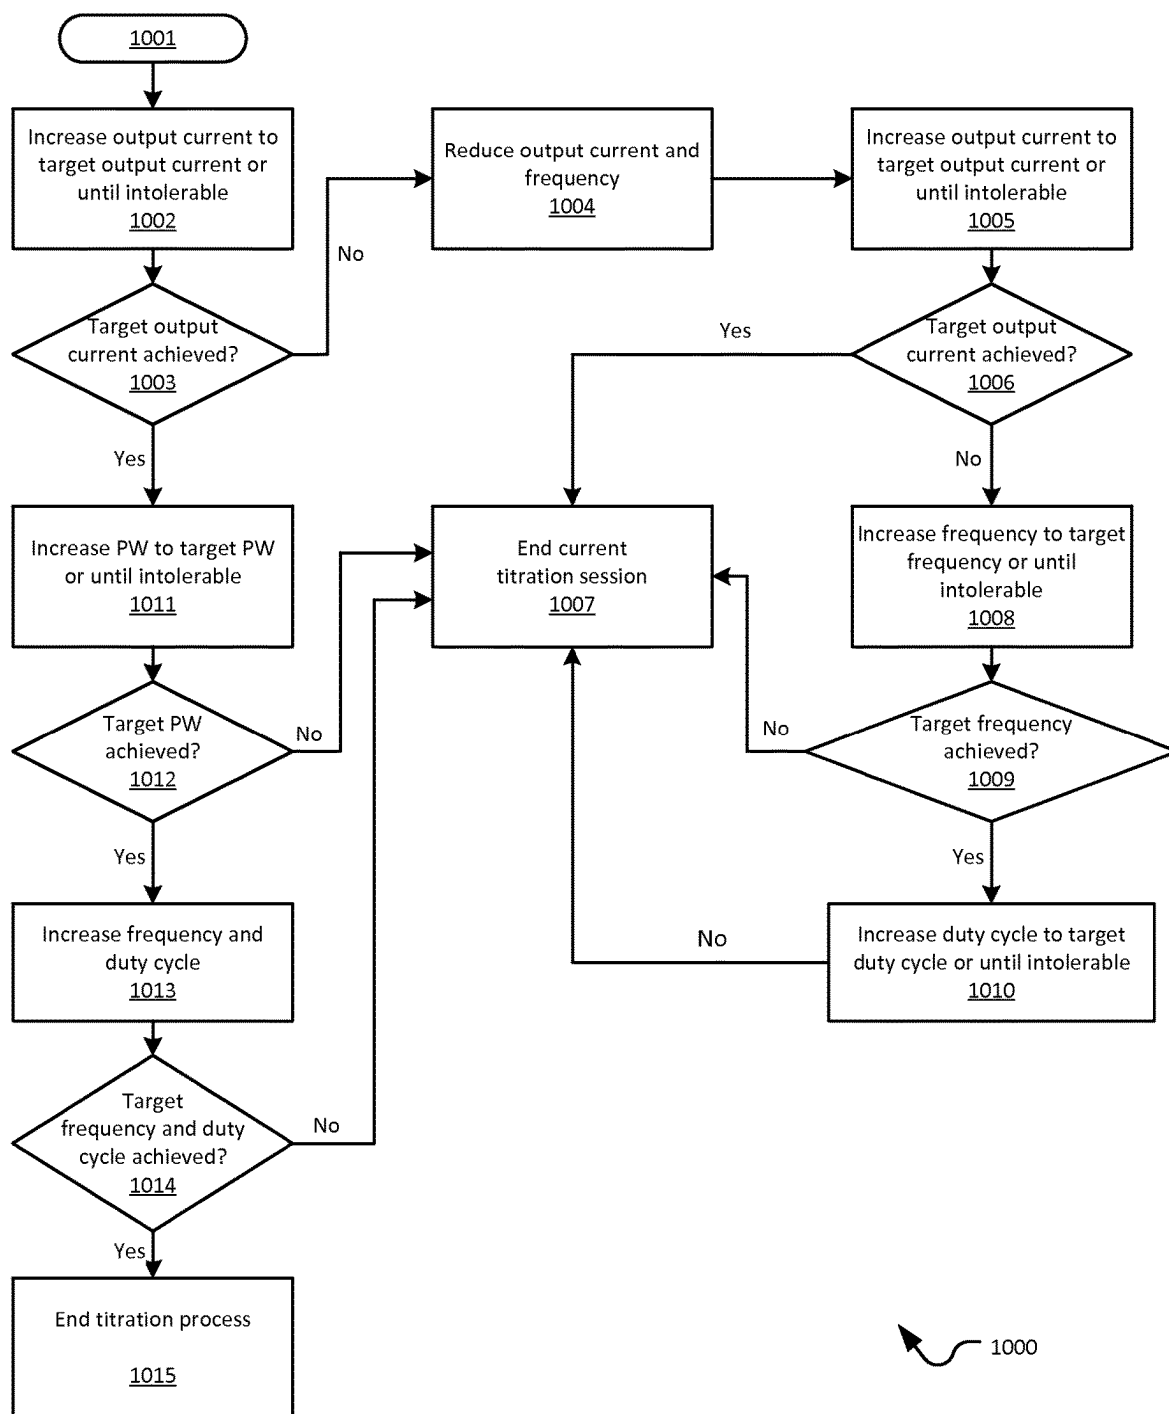 1001
Increase output current to
target output current or
until intolerable
1002
Target output
current achieved?
1003
No
Reduce output current and
frequency
1004
Increase output current to
target output current or
until intolerable
1005
Target output
current achieved?
1006
Yes
No
Yes
Increase PW to target PW
or until intolerable
1011
End current
titration session
1007
Increase frequency to target
frequency or until
intolerable
1008
Target PW
achieved?
1012
No
Target frequency
achieved?
1009
No
Yes
Yes
Increase frequency and
duty cycle
1013
Increase duty cycle to target
duty cycle or until intolerable
1010
No
Target
frequency and duty
cycle achieved?
1014
No
Yes
End titration process
1015
1000